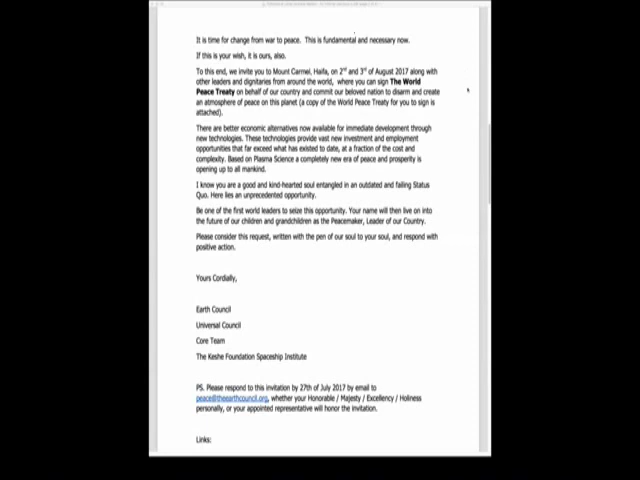 It is time for change from war to peace. This is fundamental and necessary now.
If this is your wish, it is ours, also.
To this end, we invite you to Mount Carmel, Haifa, on 2nd and 3rd of August 2017 along with
other leaders and dignitaries from around the world, where you can sign The World
Peace Treaty on behalf of our country and commit our beloved nation to disarm and create
an atmosphere of peace on this planet (a copy of the World Peace Treaty for you to sign is
attached).
There are better economic alternatives now available for immediate development through
new technologies. These technologies provide vast new investment and employment
opportunities that far exceed what has existed to date, at a fraction of the cost and
complexity. Based on Plasma Science a completely new era of peace and prosperity is
opening up to all mankind.
I know you are a good and kind-hearted soul entangled in an outdated and failing Status
Quo. Here lies an unprecedented opportunity.
Be one of the first world leaders to seize this opportunity. Your name will then live on into
the future of our children and grandchildren as the Peacemaker, Leader of our Country.
Please consider this request, written with the pen of our soul to your soul, and respond with
positive action.
Yours Cordially,
Earth Council
Universal Council
Core Team
The Keshe Foundation Spaceship Institute
PS. Please respond to this invitation by 27th of July 2017 by email to
peace@theearthcouncil.org, whether your Honorable / Majesty / Excellency / Holiness
personally, or your appointed representative will honor the invitation.
Links: